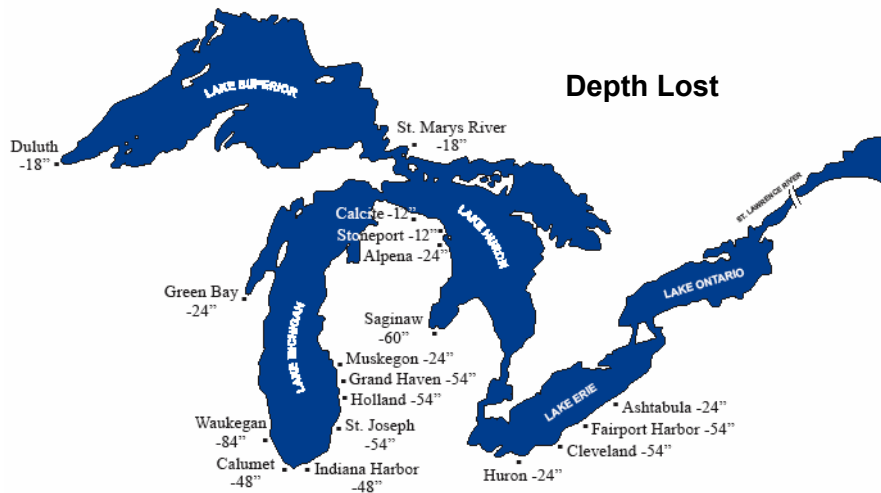 Depth Lost
LAKE SUPERIOR
St. Marys River
-18”
Duluth
-18”
ST. LAWRENCE RIVER
Calcite -12”
Stoneport -12”
Alpena -24”
LAKE HURON
LAKE ONTARIO
Green Bay
-24”
LAKE MICHIGAN
Saginaw
-60”
Muskegon -24”
Grand Haven -54”
Holland -54”
St. Joseph
-54”
LAKE ERIE
Ashtabula -24”
Fairport Harbor -54”
Cleveland -54”
Huron -24”
Waukegan
-84”
Calumet
-48”
Indiana Harbor
-48”